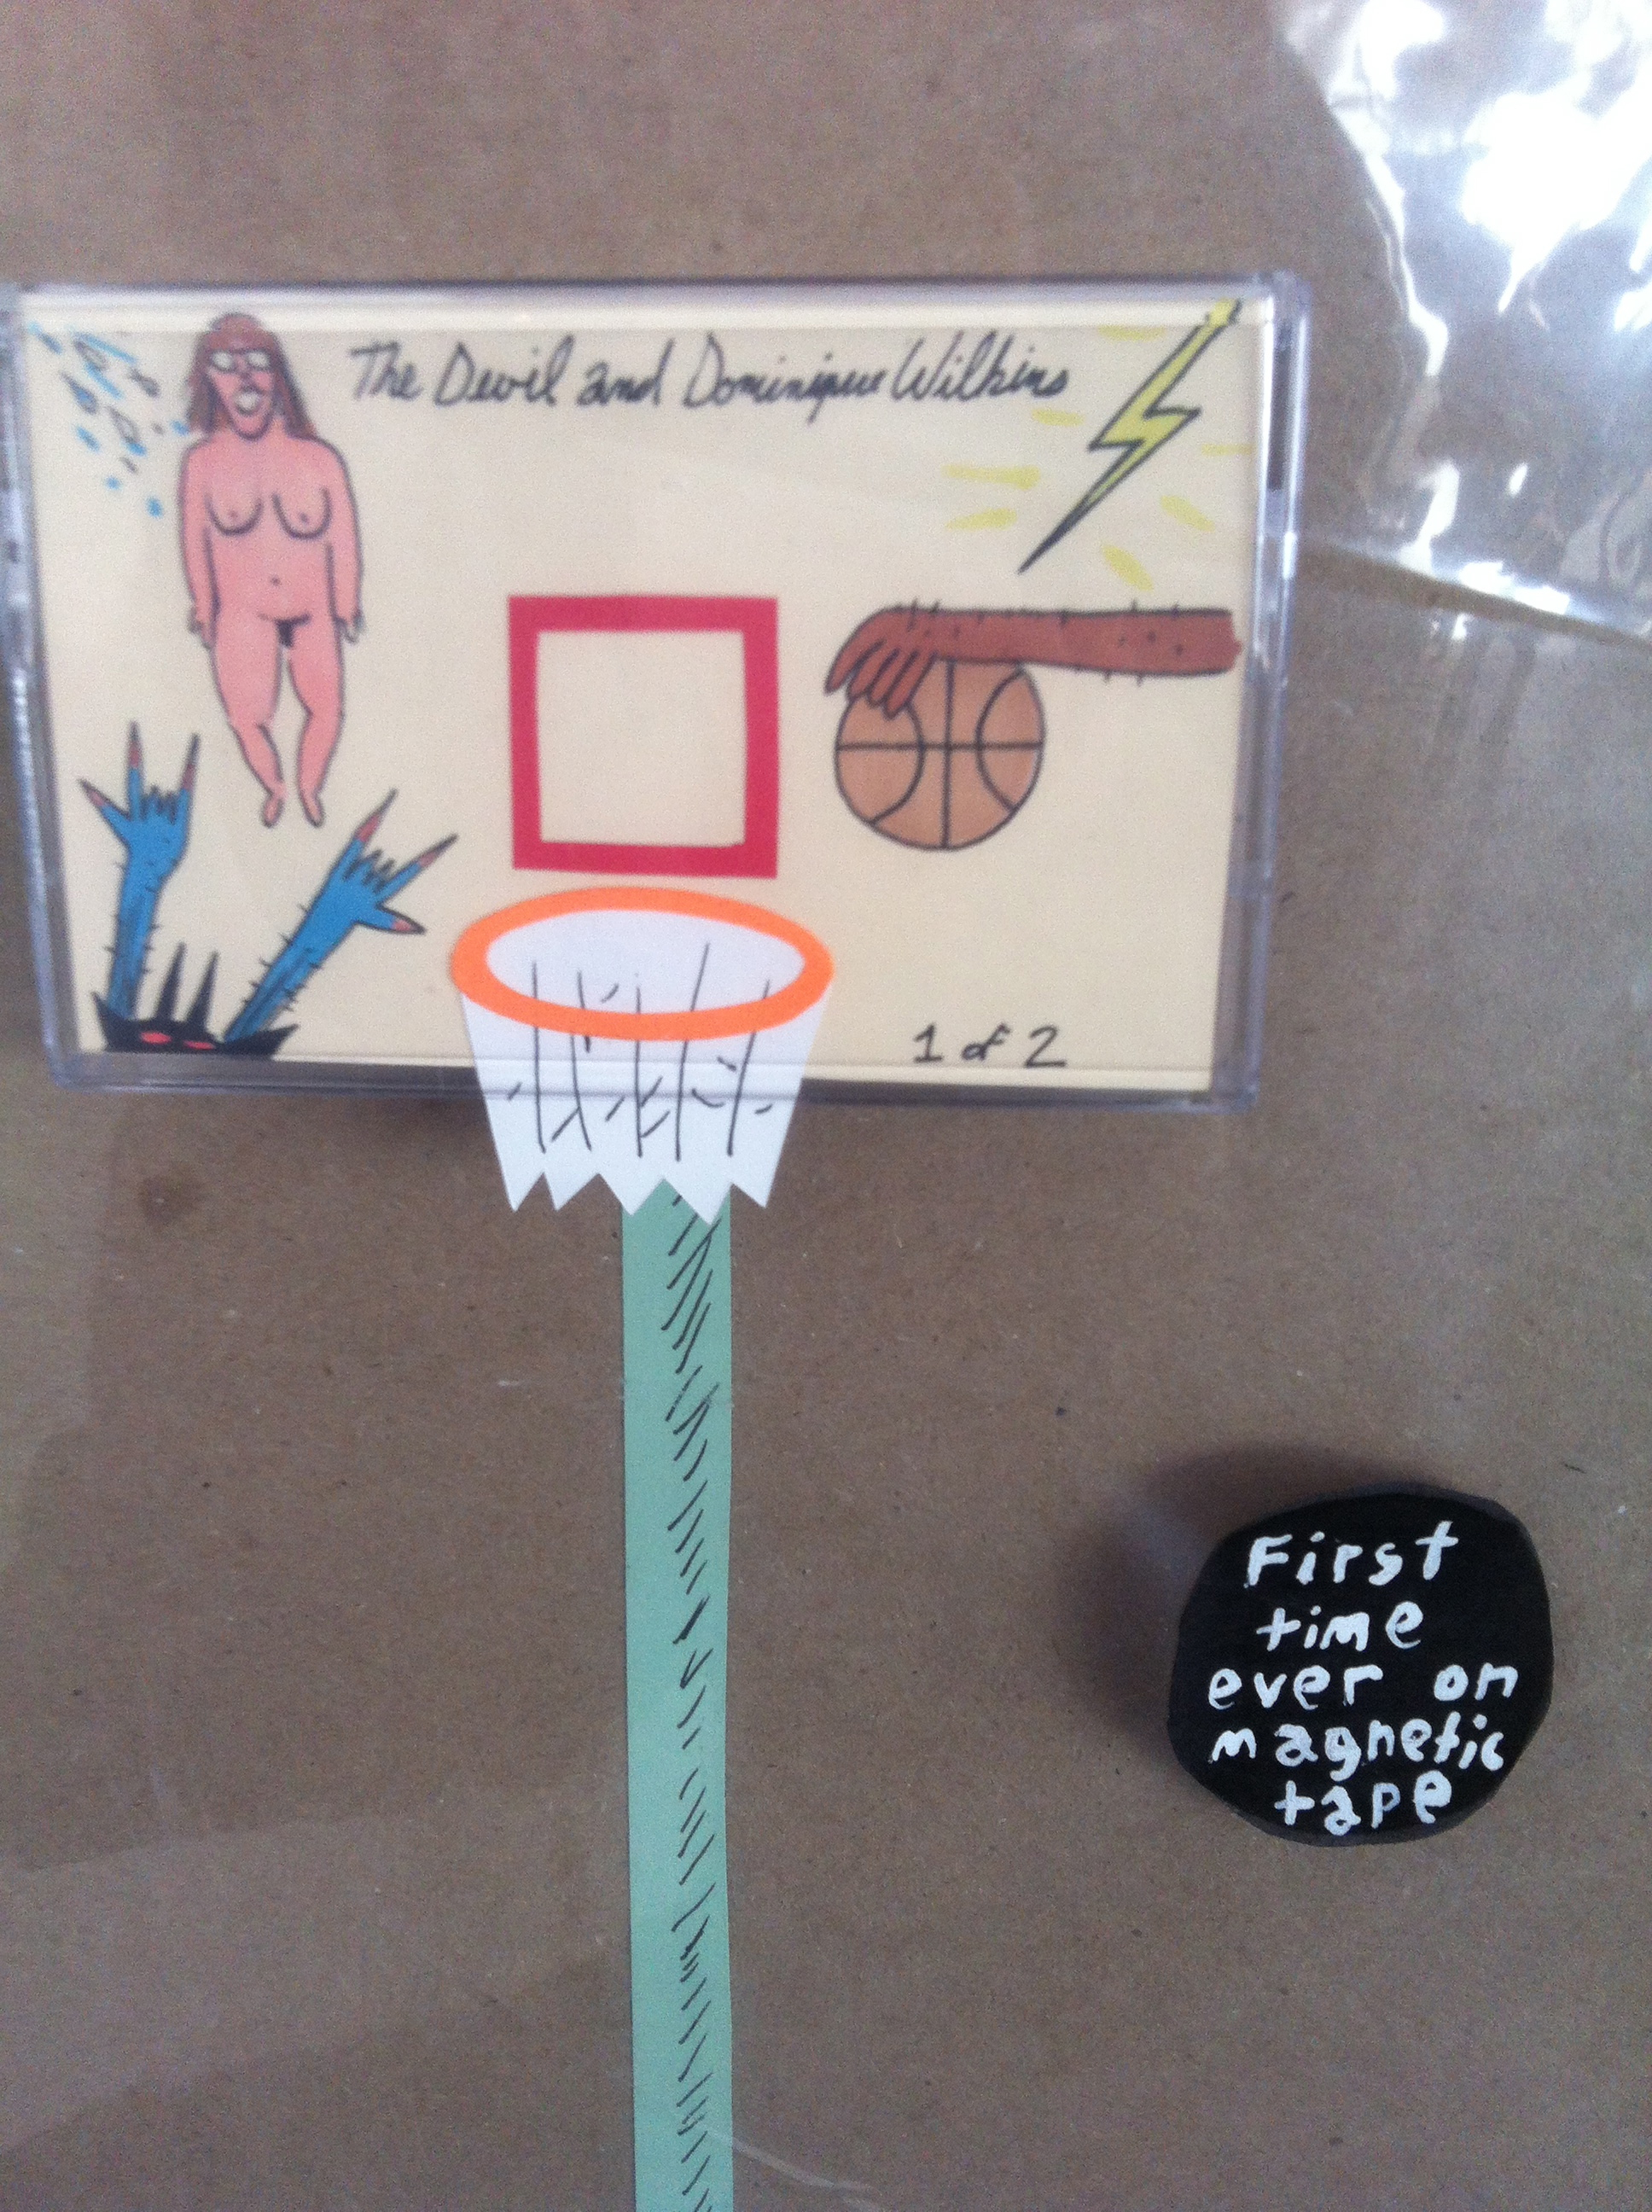 The Devil and Dominique Wilkins
1 of 2
First
time
ever on
magnetic
tape